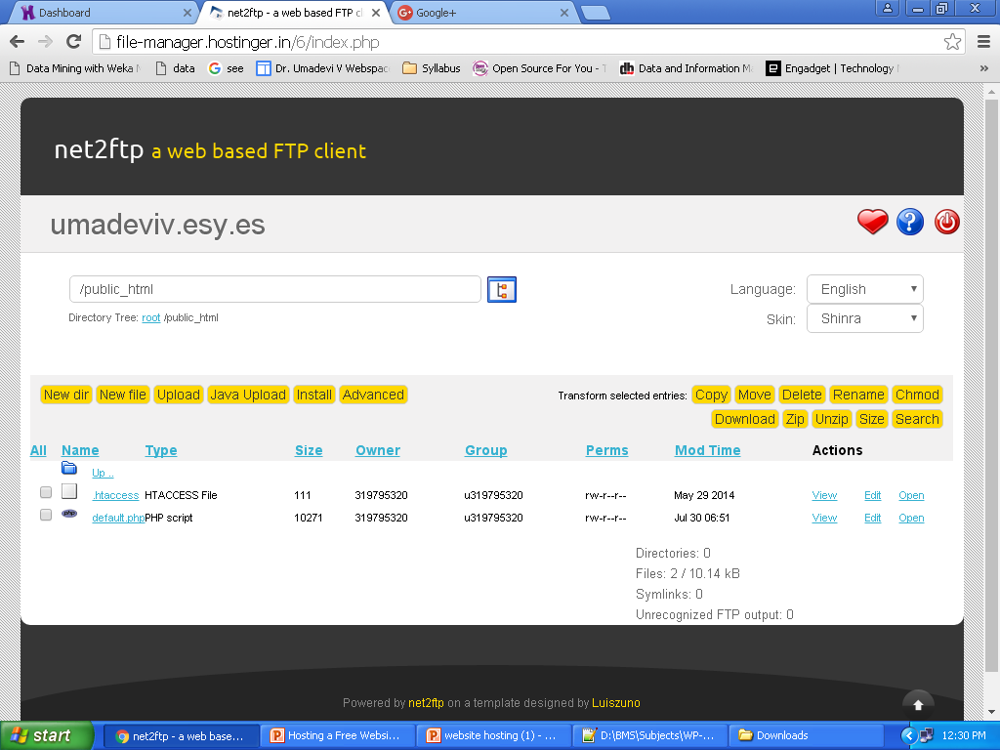 Dashboard
net2ftp - a web based FTP cl
Google+
file-manager.hostinger.in/6/index.php
Data Mining with Weka
data
see
Dr. Umadevi V Webspac
Syllabus
Open Source For You -
Data and Information M
Engadget | Technology
»
net2ftp a web based FTP client
umadeviv.esy.es
/public_html
Language: English
Directory Tree: root /public_html
Skin: Shinra
New dir New file Upload Java Upload Install Advanced
Transform selected entries: Copy Move Delete Rename Chmod
Download Zip Unzip Size Search
All Name Type Size Owner Group Perms Mod Time Actions
Up ..
.htaccess HTACCESS File 111 319795320 u319795320 rw-r--r-- May 29 2014 View Edit Open
php
default.php PHP script 10271 319795320 u319795320 rw-r--r-- Jul 30 06:51 View Edit Open
Directories: 0
Files: 2 / 10.14 kB
Symlinks: 0
Unrecognized FTP output: 0
Powered by net2ftp on a template designed by Luiszuno
start
net2ftp - a web base...
Hosting a Free Websi...
website hosting (1) - ...
D:\BMS\Subjects\WP-...
Downloads
12:30 PM